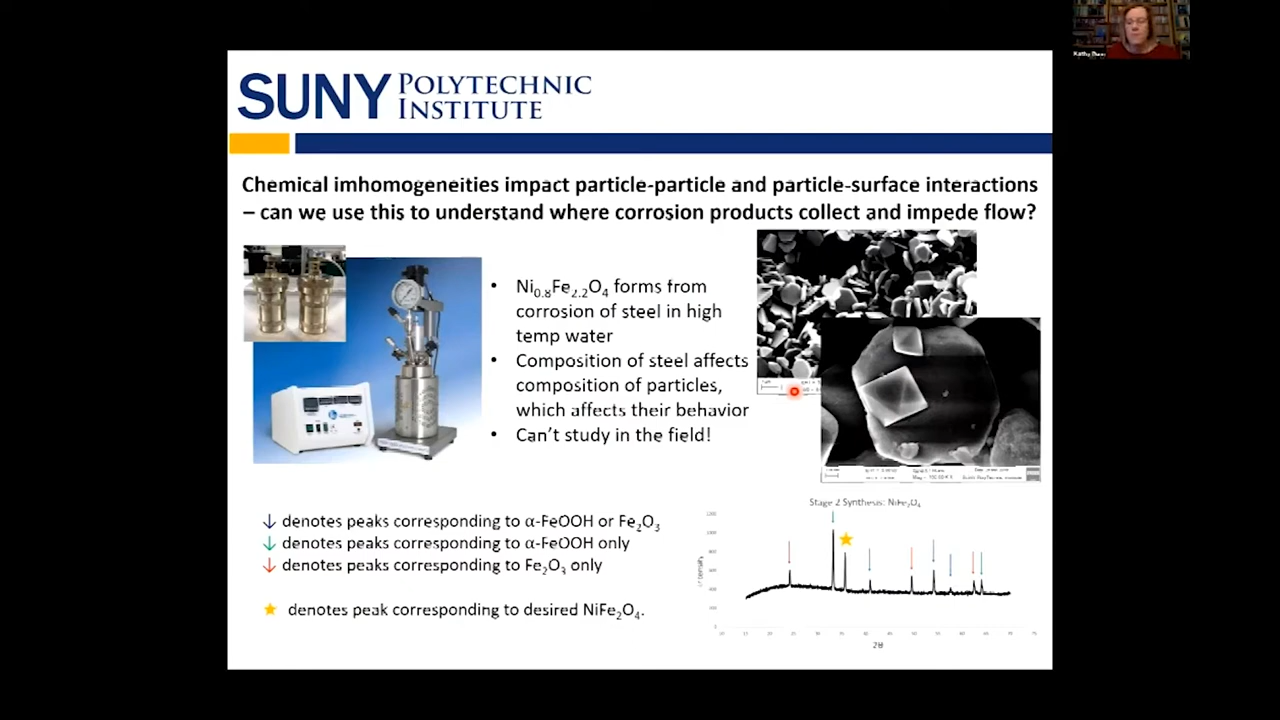 SUNY POLYTECHNIC
INSTITUTE
Chemical imhomogeneities impact particle-particle and particle-surface interactions
– can we use this to understand where corrosion products collect and impede flow?
• Ni0.8Fe2.2O4 forms from
corrosion of steel in high
temp water
• Composition of steel affects
composition of particles,
which affects their behavior
• Can't study in the field!
↓ denotes peaks corresponding to α-FeOOH or Fe2O3
↓ denotes peaks corresponding to α-FeOOH only
↓ denotes peaks corresponding to Fe2O3 only
★ denotes peak corresponding to desired NiFe2O4.
Stage 2 Synthesis: NiFe2O4
Intensity
2θ
Kathy